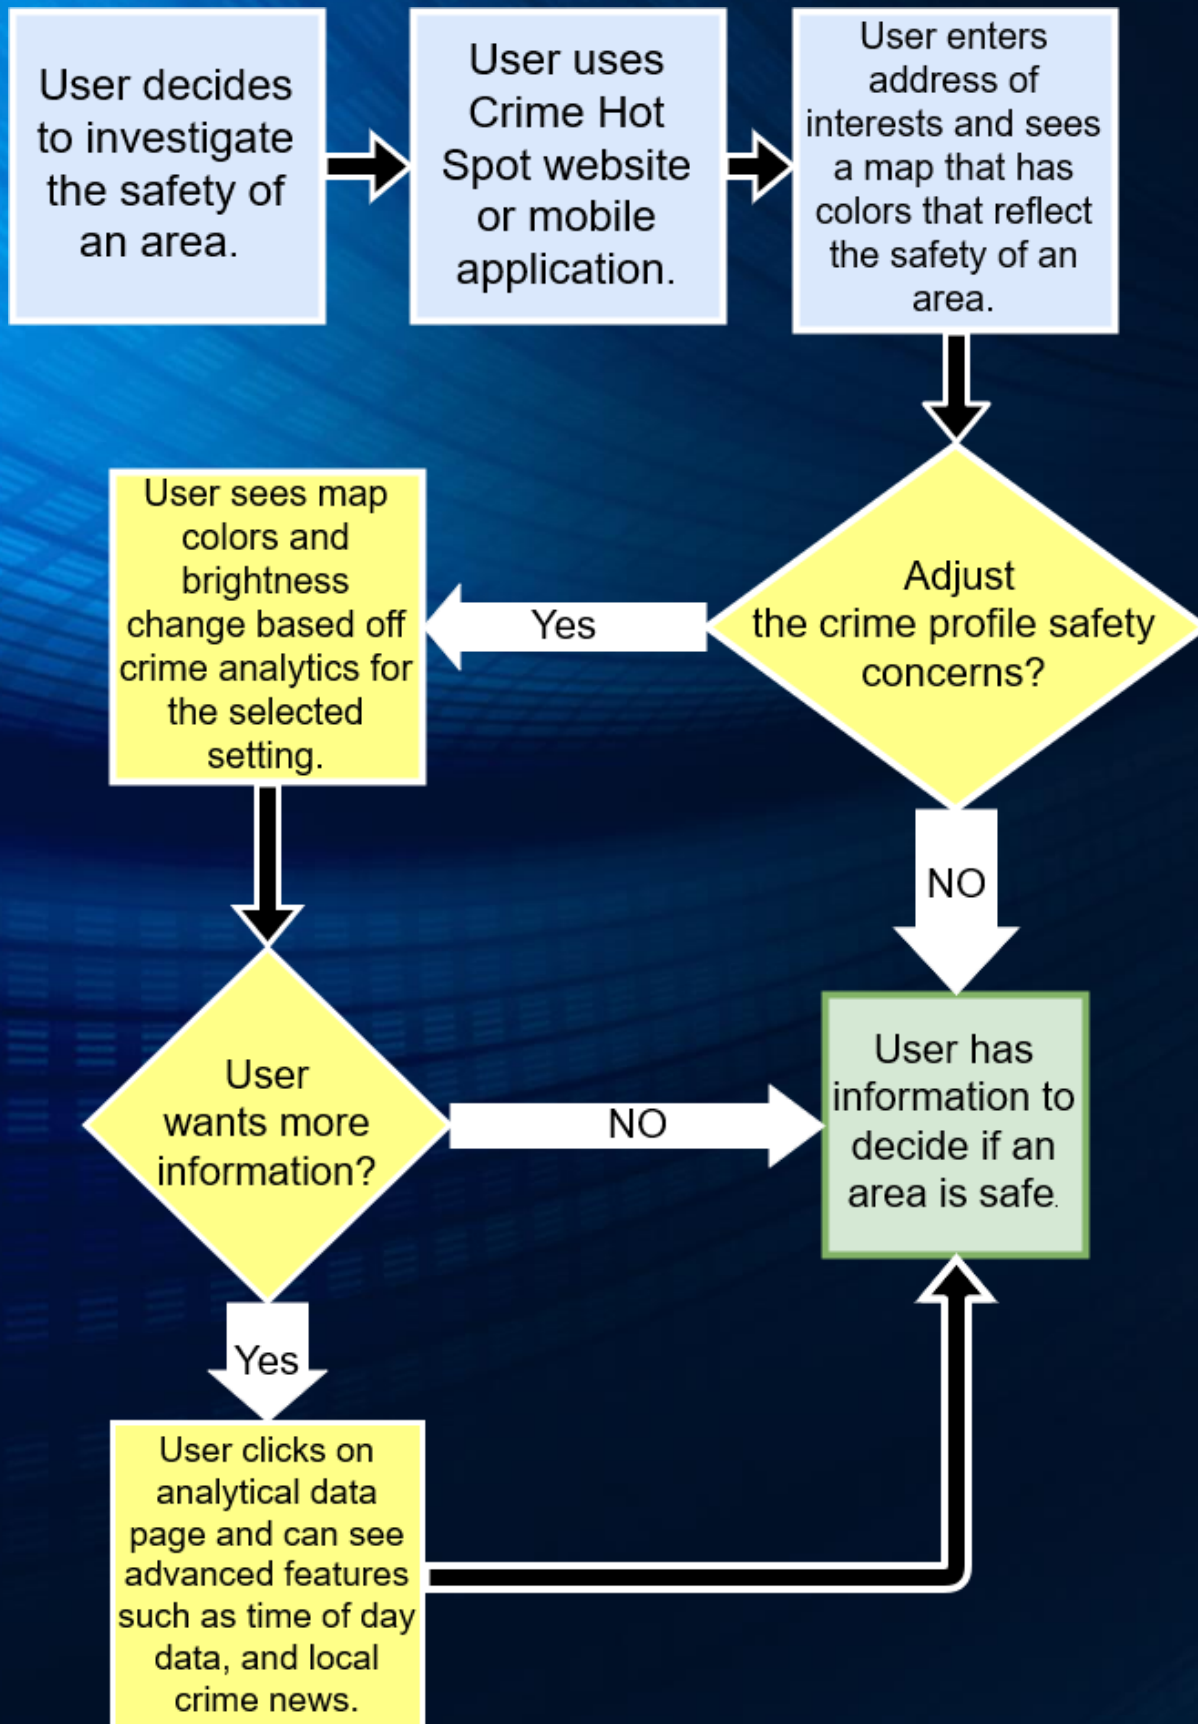 User decides
to investigate
the safety of
an area.
User uses
Crime Hot
Spot website
or mobile
application.
User enters
address of
interests and sees
a map that has
colors that reflect
the safety of an
area.
Adjust
the crime profile safety
concerns?
Yes
User sees map
colors and
brightness
change based off
crime analytics for
the selected
setting.
NO
User
wants more
information?
NO
User has
information to
decide if an
area is safe.
Yes
User clicks on
analytical data
page and can see
advanced features
such as time of day
data, and local
crime news.